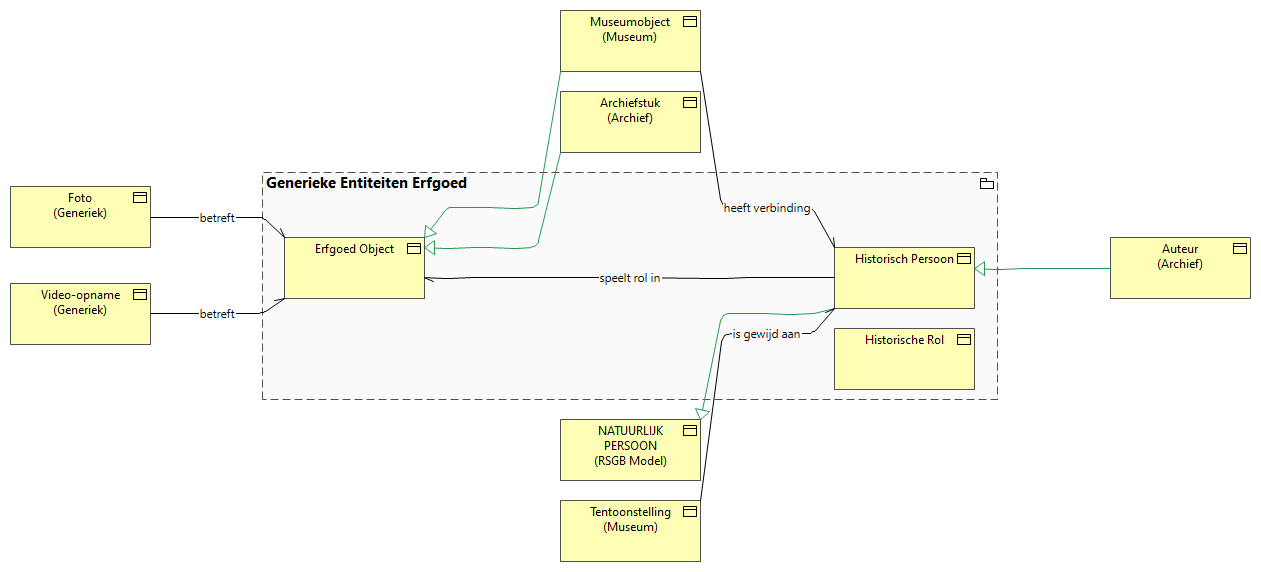 Museumobject
(Museum)
Archiefstuk
(Archief)
Generieke Entiteiten Erfgoed
Foto
(Generiek)
betreft
heeft verbinding
Erfgoed Object
Historisch Persoon
Auteur
(Archief)
speelt rol in
Video-opname
(Generiek)
betreft
is gewijd aan
Historische Rol
NATUURLIJK
PERSOON
(RSGB Model)
Tentoonstelling
(Museum)